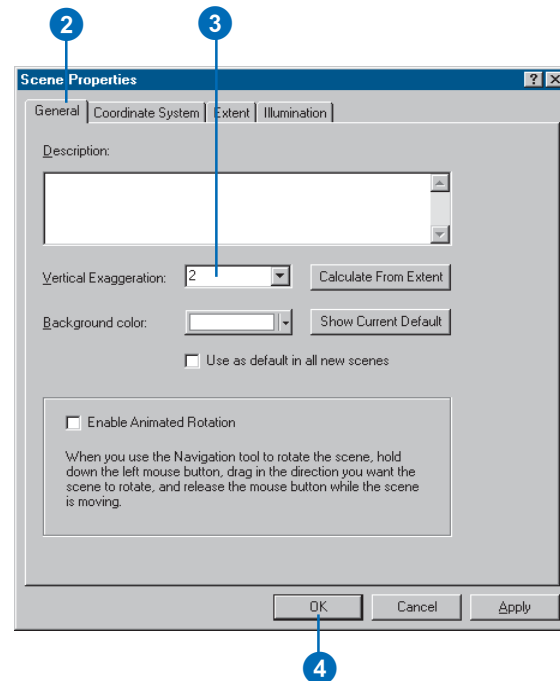 2 3
Scene Properties
General Coordinate System Extent Illumination
Description:
Vertical Exaggeration: 2 Calculate From Extent
Background color: Show Current Default
Use as default in all new scenes
Enable Animated Rotation
When you use the Navigation tool to rotate the scene, hold
down the left mouse button, drag in the direction you want the
scene to rotate, and release the mouse button while the scene
is moving.
OK Cancel Apply
4